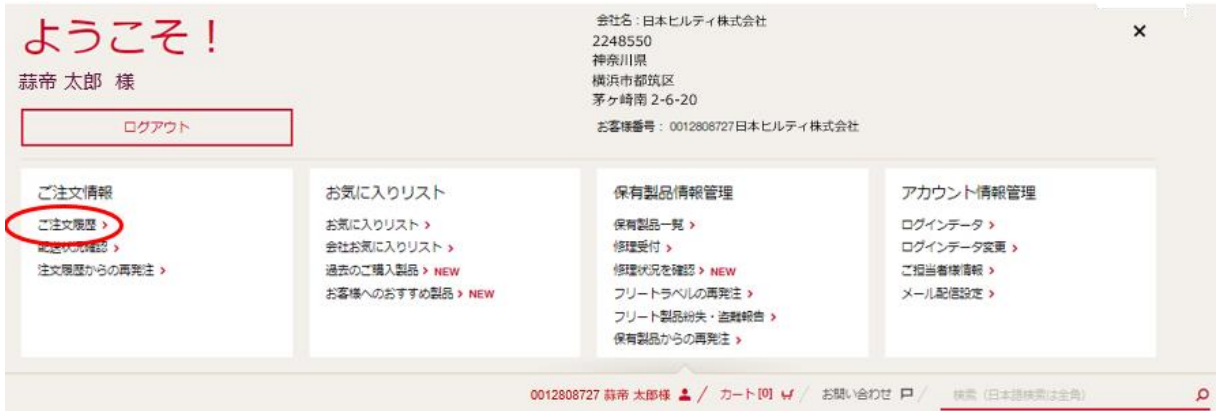 ようこそ！
蒜帝 太郎 様
ログアウト
会社名：日本ヒルティ株式会社
2248550
神奈川県
横浜市都筑区
茅ヶ崎南 2-6-20
お客様番号： 0012808727日本ヒルティ株式会社
ご注文情報
ご注文履歴
配送状況確認
注文履歴からの再発注
お気に入りリスト
お気に入りリスト
会社お気に入りリスト
過去のご購入製品 NEW
お客様へのおすすめ製品 NEW
保有製品情報管理
保有製品一覧
修理受付
修理状況を確認 NEW
フリートラベルの再発注
フリート製品紛失・盗難報告
保有製品からの再発注
アカウント情報管理
ログインデータ
ログインデータ変更
ご担当者様情報
メール配信設定
0012808727 蒜帝 太郎様 / カート [0] / お問い合わせ / 検索（日本語検索は全角）